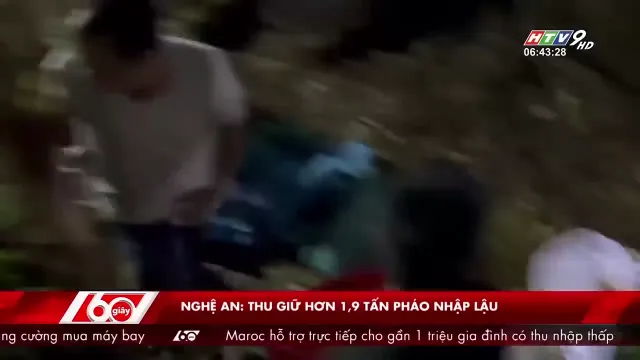 HTV9 HD
06:43:28
60 giây
NGHỆ AN: THU GIỮ HƠN 1,9 TẤN PHÁO NHẬP LẬU
ng cường mua máy bay 60 giây Maroc hỗ trợ trực tiếp cho gần 1 triệu gia đình có thu nhập thấp